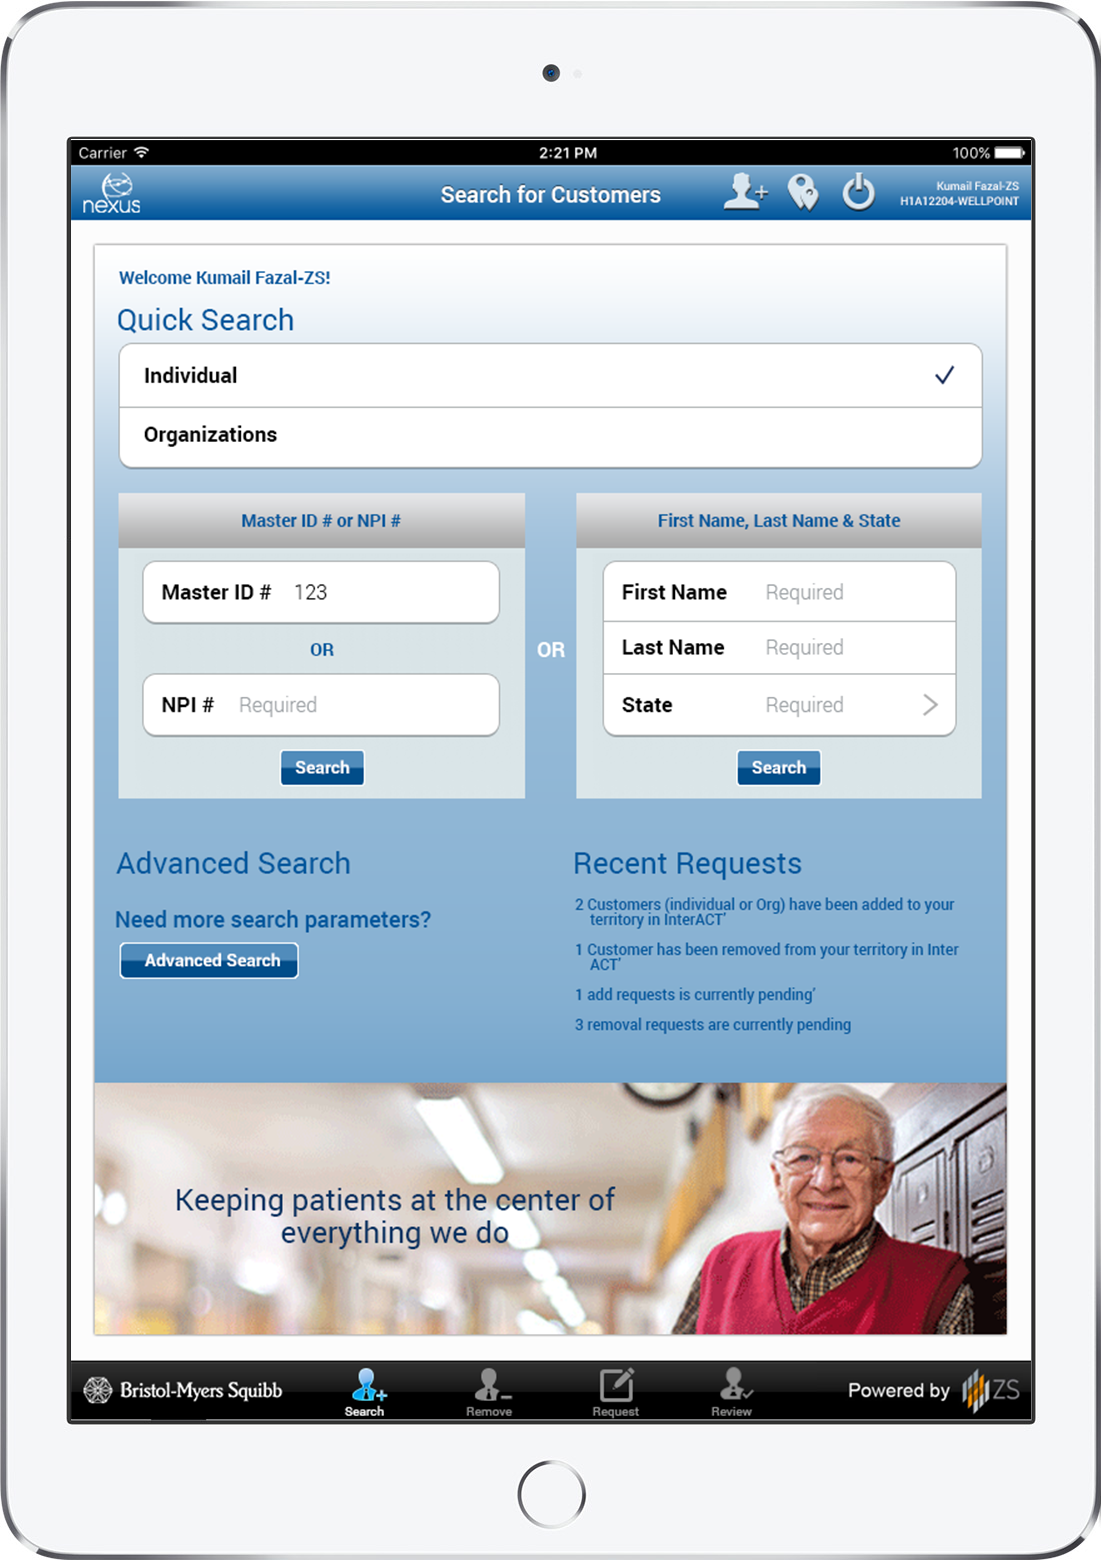 Carrier
2:21 PM
100%
nexus
Search for Customers
Kumail Fazal-ZS
H1A12204-WELLPOINT
Welcome Kumail Fazal-ZS!
Quick Search
Individual
Organizations
Master ID # or NPI #
Master ID # 123
OR
NPI # Required
Search
OR
First Name, Last Name & State
First Name Required
Last Name Required
State Required
Search
Advanced Search
Need more search parameters?
Advanced Search
Recent Requests
2 Customers (individual or Org) have been added to your
territory in InterACT'
1 Customer has been removed from your territory in Inter
ACT'
1 add requests is currently pending'
3 removal requests are currently pending
Keeping patients at the center of
everything we do
Bristol-Myers Squibb
Search
Remove
Request
Review
Powered by ZS